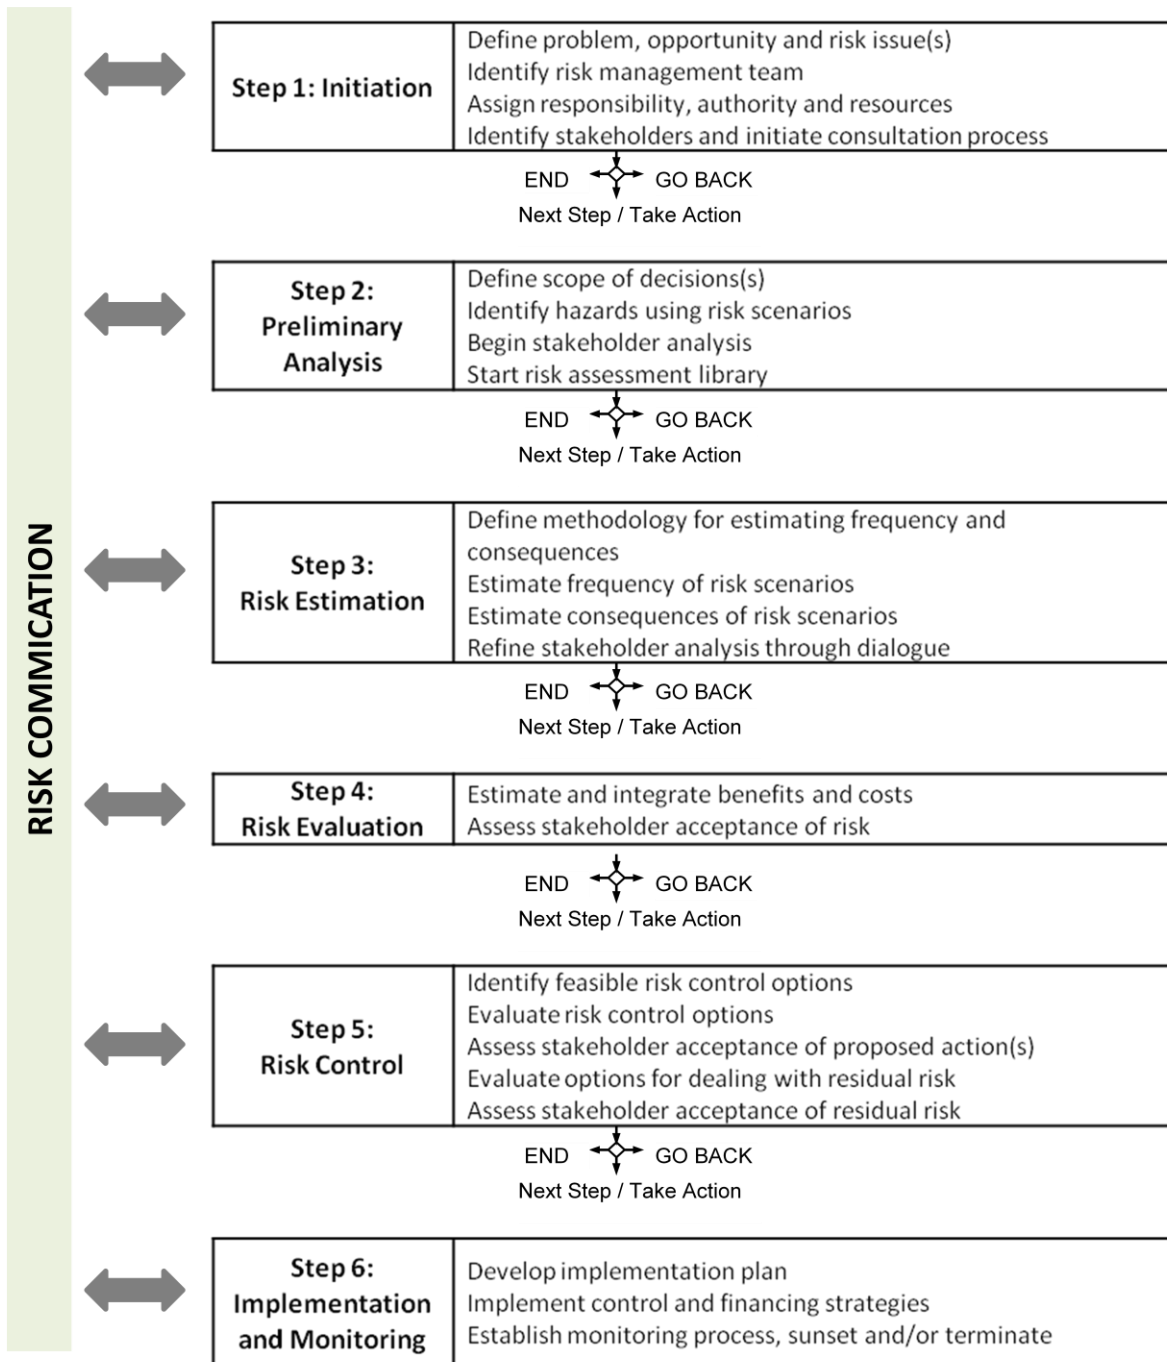 RISK COMMICATION
Step 1: Initiation
Define problem, opportunity and risk issue(s)
Identify risk management team
Assign responsibility, authority and resources
Identify stakeholders and initiate consultation process
END GO BACK
Next Step / Take Action
Step 2:
Preliminary
Analysis
Define scope of decisions(s)
Identify hazards using risk scenarios
Begin stakeholder analysis
Start risk assessment library
END GO BACK
Next Step / Take Action
Step 3:
Risk Estimation
Define methodology for estimating frequency and
consequences
Estimate frequency of risk scenarios
Estimate consequences of risk scenarios
Refine stakeholder analysis through dialogue
END GO BACK
Next Step / Take Action
Step 4:
Risk Evaluation
Estimate and integrate benefits and costs
Assess stakeholder acceptance of risk
END GO BACK
Next Step / Take Action
Step 5:
Risk Control
Identify feasible risk control options
Evaluate risk control options
Assess stakeholder acceptance of proposed action(s)
Evaluate options for dealing with residual risk
Assess stakeholder acceptance of residual risk
END GO BACK
Next Step / Take Action
Step 6:
Implementation
and Monitoring
Develop implementation plan
Implement control and financing strategies
Establish monitoring process, sunset and/or terminate